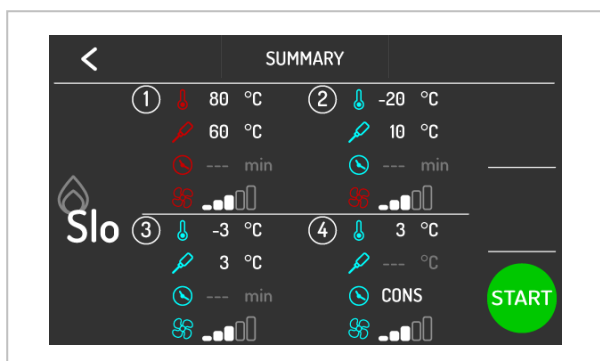 SUMMARY
1 80 °C 2 -20 °C
60 °C 10 °C
--- min --- min
Slo
3 -3 °C 4 3 °C
3 °C --- °C
--- min CONS
START